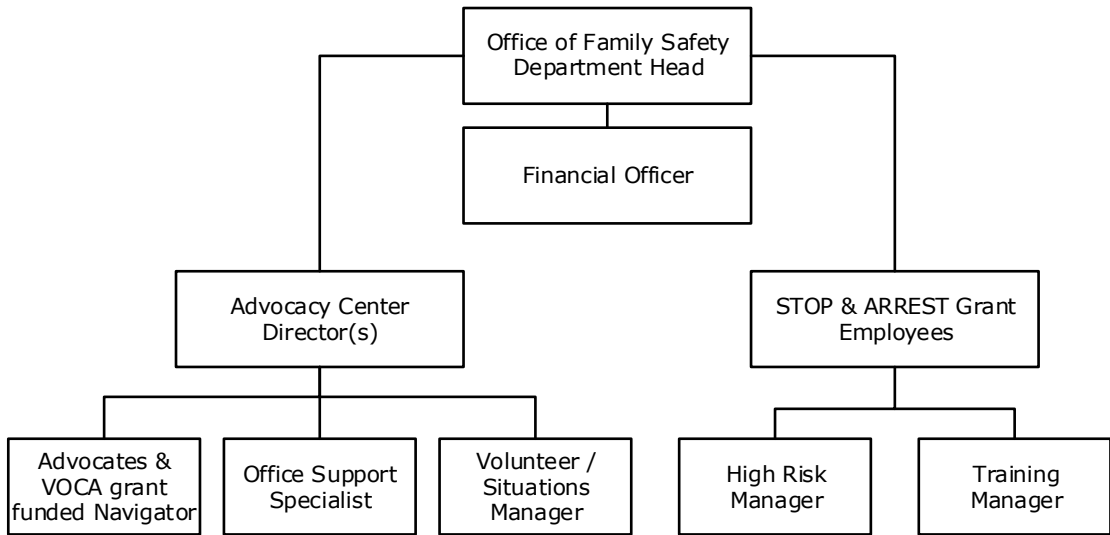 Office of Family Safety
Department Head
Financial Officer
Advocacy Center
Director(s)
STOP & ARREST Grant
Employees
Advocates &
VOCA grant
funded Navigator
Office Support
Specialist
Volunteer /
Situations
Manager
High Risk
Manager
Training
Manager